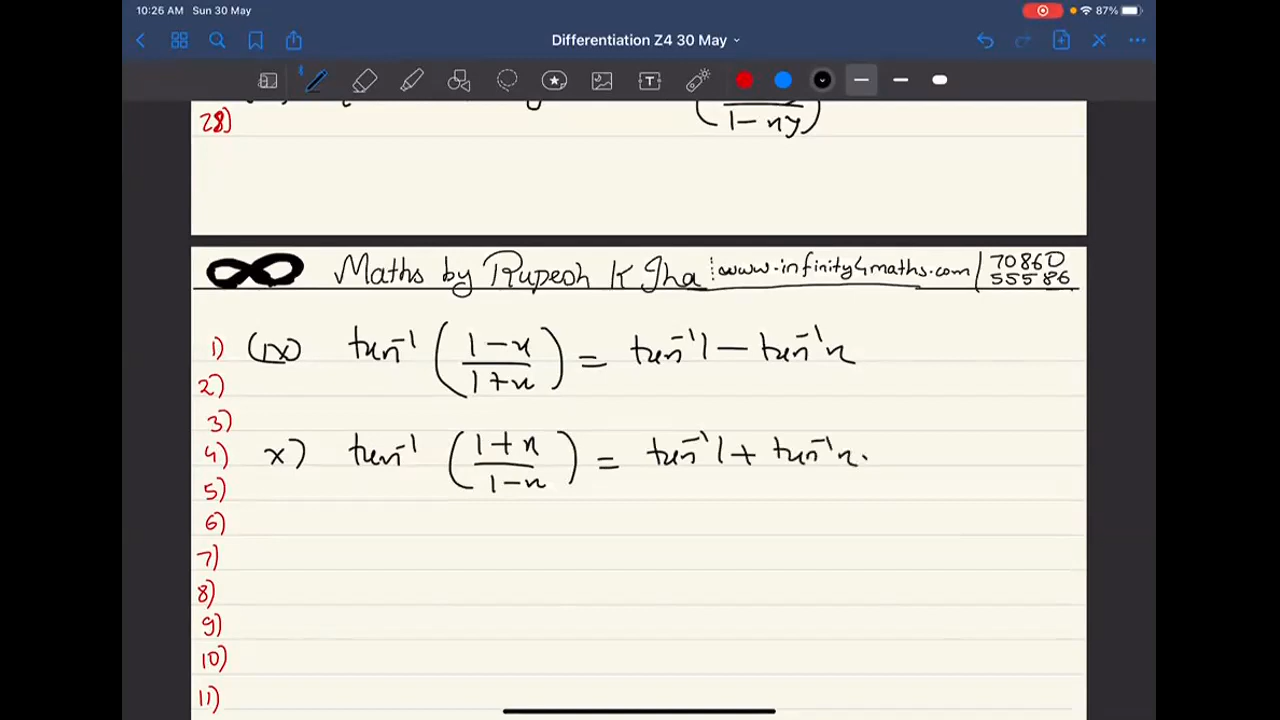 10:26 AM Sun 30 May 87%
Differentiation Z4 30 May
28) 1 - xy
∞ Maths by Rupesh K Jha www.infinity4maths.com 70860 55586
1) (ix) tan⁻¹ ((1-x)/(1+x)) = tan⁻¹1 - tan⁻¹x
2)
3)
4) x) tan⁻¹ ((1+x)/(1-x)) = tan⁻¹1 + tan⁻¹x.
5)
6)
7)
8)
9)
10)
11)